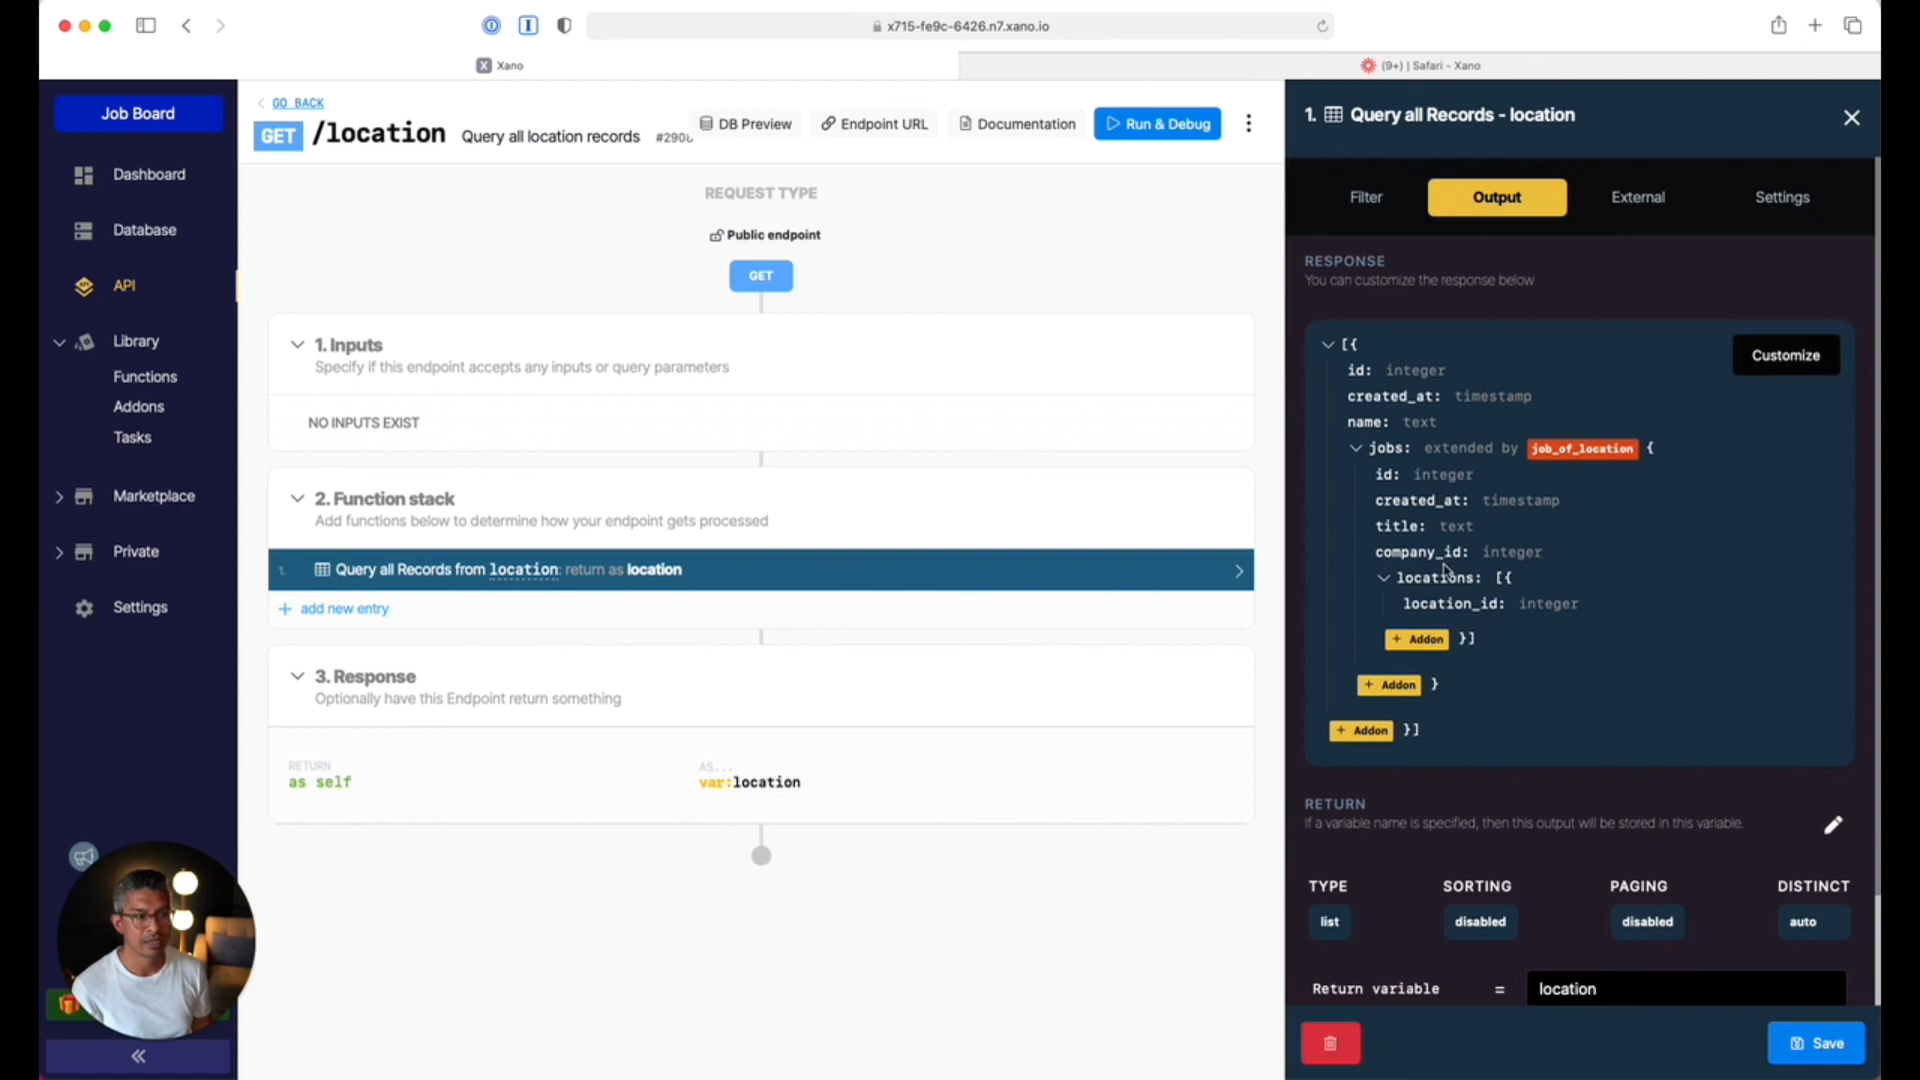 x715-fe9c-6426.n7.xano.io
X Xano
(9+) | Safari - Xano
Job Board
Dashboard
Database
API
Library
Functions
Addons
Tasks
Marketplace
Private
Settings
GO BACK
GET /location Query all location records
DB Preview
Endpoint URL
Documentation
Run & Debug
REQUEST TYPE
Public endpoint
GET
1. Inputs
Specify if this endpoint accepts any inputs or query parameters
NO INPUTS EXIST
2. Function stack
Add functions below to determine how your endpoint gets processed
1. Query all Records from location: return as location
+ add new entry
3. Response
Optionally have this Endpoint return something
RETURN
as self
AS...
var:location
1. Query all Records - location
Filter
Output
External
Settings
RESPONSE
You can customize the response below
Customize
[{
id: integer
created_at: timestamp
name: text
jobs: extended by job_of_location {
id: integer
created_at: timestamp
title: text
company_id: integer
locations: [{
location_id: integer
+ Addon }]
+ Addon }
+ Addon }]
RETURN
If a variable name is specified, then this output will be stored in this variable.
TYPE SORTING PAGING DISTINCT
list disabled disabled auto
Return variable = location
Save